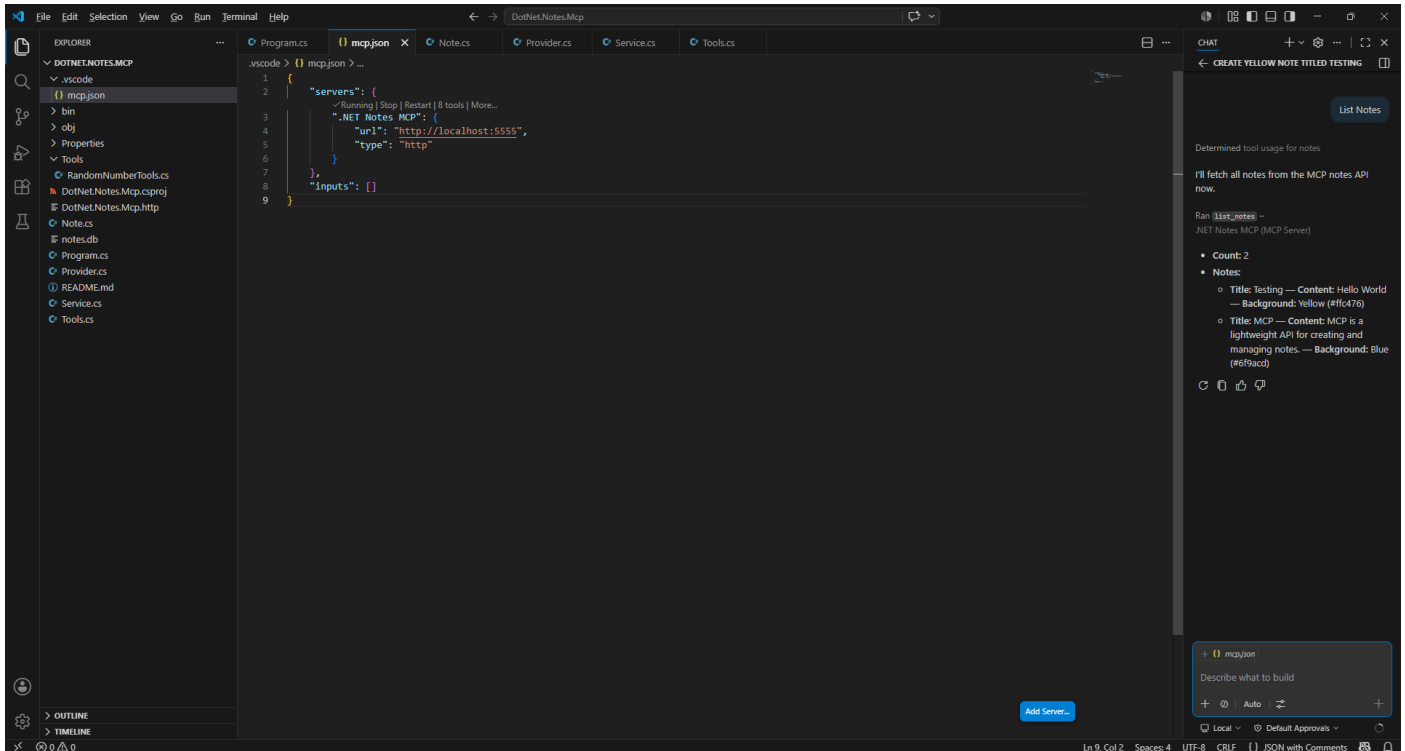 File Edit Selection View Go Run Terminal Help
DotNet.Notes.Mcp
EXPLORER
DOTNET.NOTES.MCP
.vscode
{} mcp.json
bin
obj
Properties
Tools
RandomNumberTools.cs
DotNet.Notes.Mcp.csproj
DotNet.Notes.Mcp.http
Note.cs
notes.db
Program.cs
Provider.cs
README.md
Service.cs
Tools.cs
OUTLINE
TIMELINE
Program.cs {} mcp.json Note.cs Provider.cs Service.cs Tools.cs
.vscode > {} mcp.json > ...
1 {
2 "servers": {
✓Running | Stop | Restart | 8 tools | More...
3 ".NET Notes MCP": {
4 "url": "http://localhost:5555",
5 "type": "http"
6 }
7 },
8 "inputs": []
9 }
Add Server...
CHAT
CREATE YELLOW NOTE TITLED TESTING
List Notes
Determined tool usage for notes
I'll fetch all notes from the MCP notes API
now.
Ran list_notes –
.NET Notes MCP (MCP Server)
• Count: 2
• Notes:
○ Title: Testing — Content: Hello World
— Background: Yellow (#ffc476)
○ Title: MCP — Content: MCP is a
lightweight API for creating and
managing notes. — Background: Blue
(#6f9acd)
+ {} mcp.json
Describe what to build
Auto
Local Default Approvals
0 0
Ln 9, Col 2 Spaces: 4 UTF-8 CRLF {} JSON with Comments